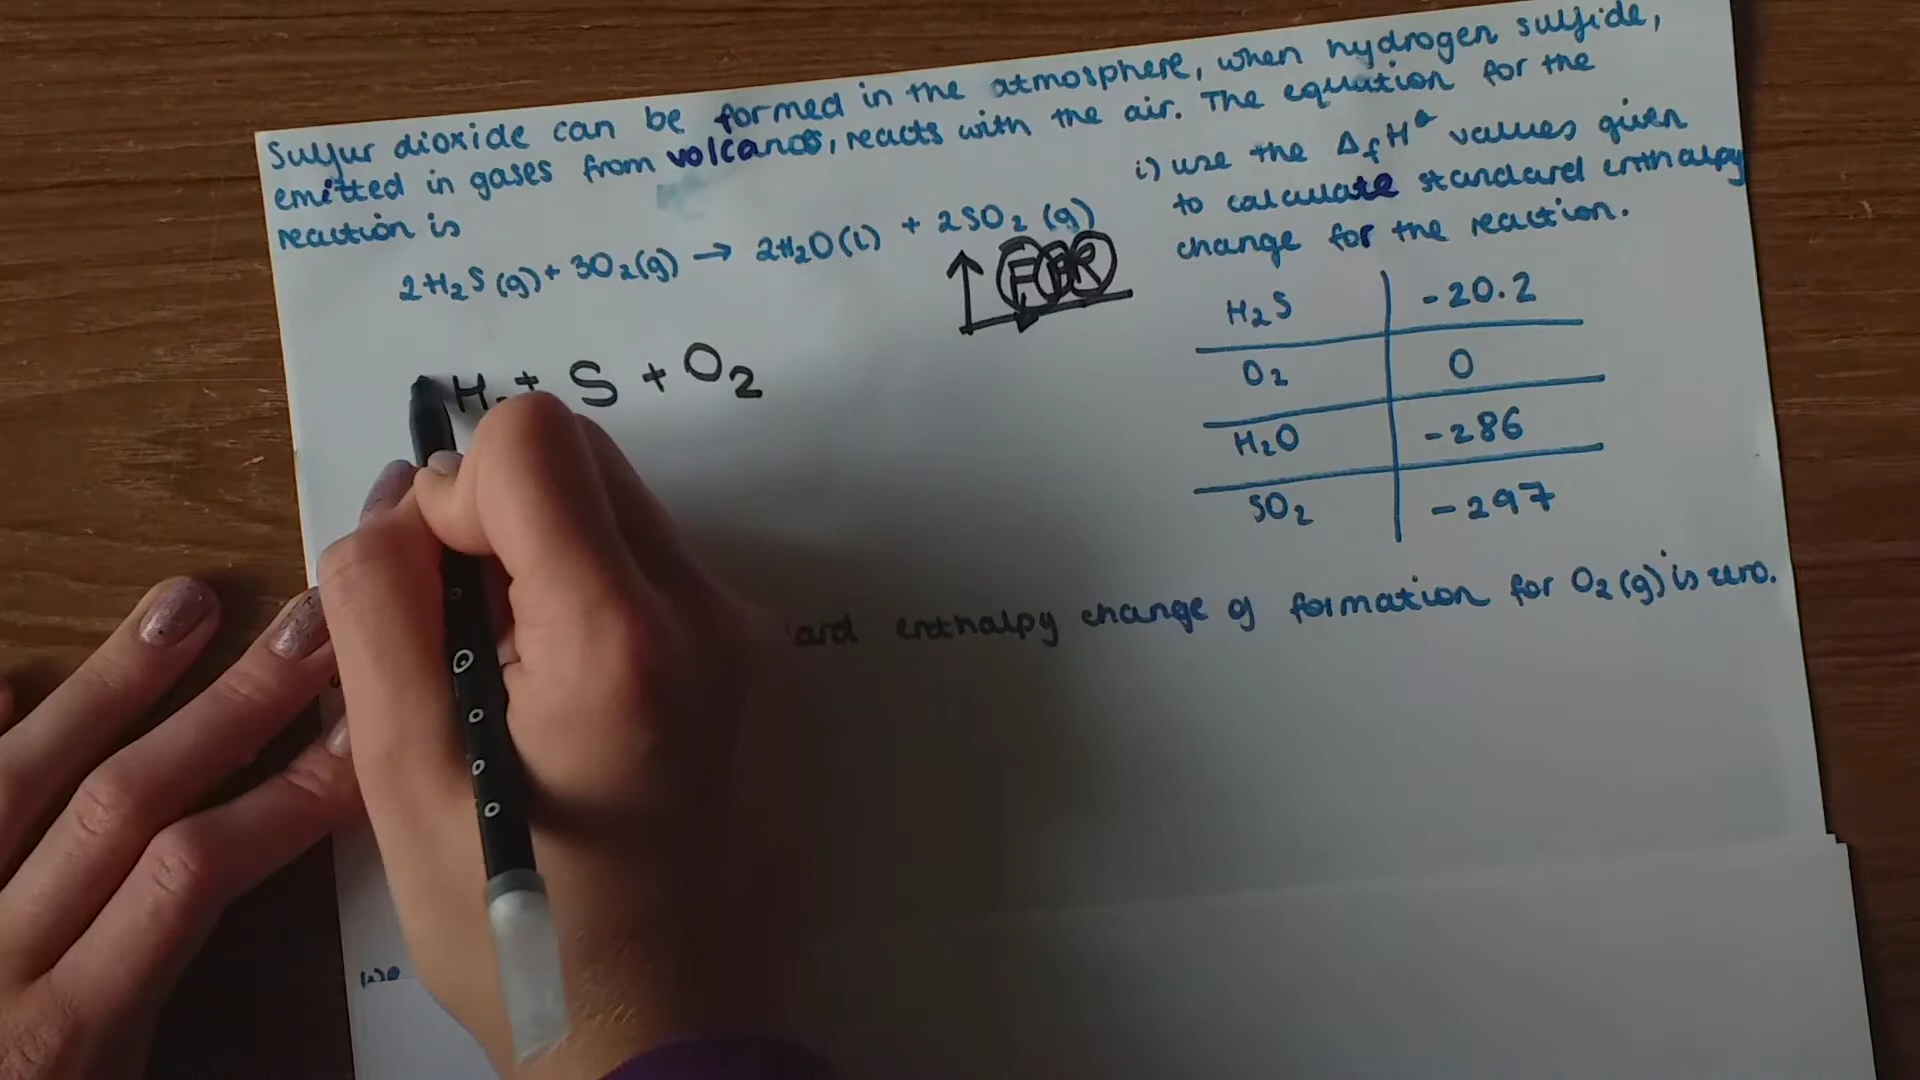 Sulfur dioxide can be formed in the atmosphere, when hydrogen sulfide,
emitted in gases from volcanos, reacts with the air. The equation for the
reaction is
2H₂S (g) + 3O₂(g) → 2H₂O(l) + 2SO₂ (g)
i) use the ΔfH⦵ values given
to calculate standard enthalpy
change for the reaction.
H₂S -20.2
O₂ 0
H₂O -286
SO₂ -297
+ S + O₂
enthalpy change of formation for O₂ (g) is zero.